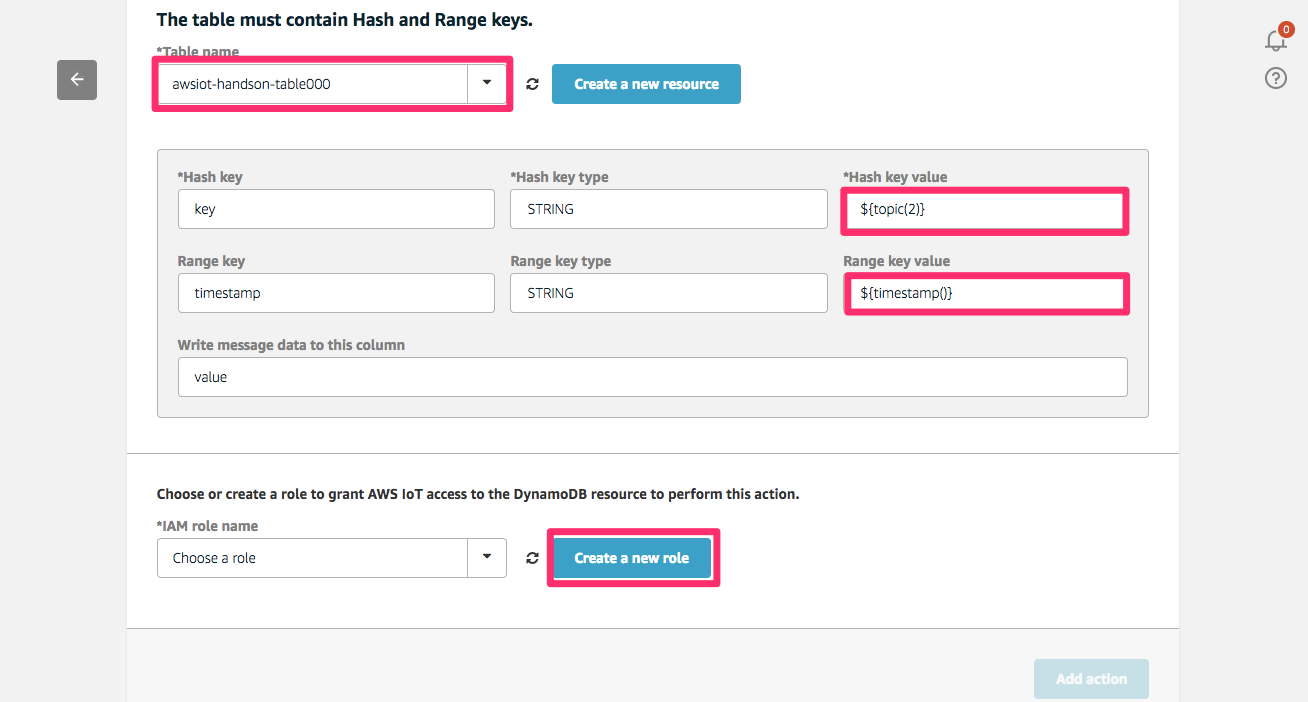 The table must contain Hash and Range keys.
0
*Table name
awsiot-handson-table000
Create a new resource
?
*Hash key
*Hash key type
*Hash key value
key
STRING
${topic(2)}
Range key
Range key type
Range key value
timestamp
STRING
${timestamp()}
Write message data to this column
value
Choose or create a role to grant AWS IoT access to the DynamoDB resource to perform this action.
*IAM role name
Choose a role
Create a new role
Add action